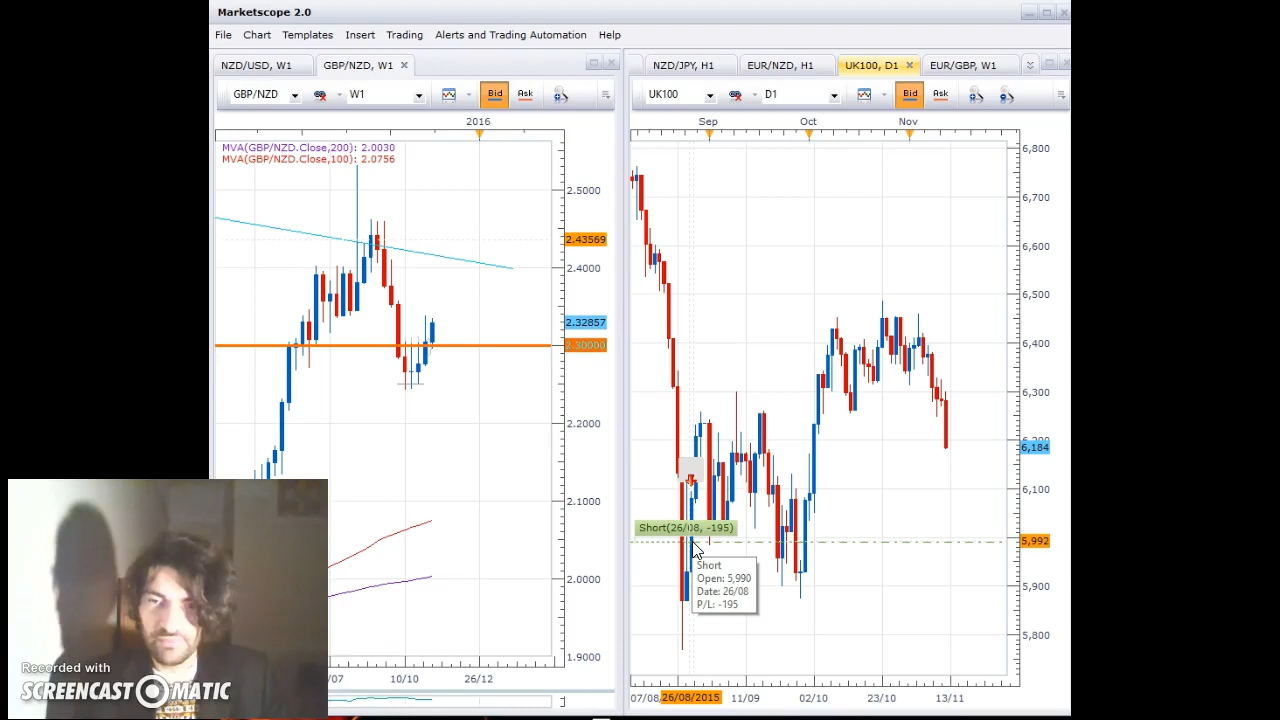 Marketscope 2.0
File Chart Templates Insert Trading Alerts and Trading Automation Help
NZD/USD, W1 GBP/NZD, W1
NZD/JPY, H1 EUR/NZD, H1 UK100, D1 EUR/GBP, W1
GBP/NZD W1 Bid Ask
UK100 D1 Bid Ask
2016
Sep Oct Nov
MVA(GBP/NZD.Close,200): 2.0030
MVA(GBP/NZD.Close,100): 2.0756
2.5000
2.43569
2.4000
2.32857
2.30000
2.2000
2.1000
2.0000
1.9000
/07 10/10 26/12
6,800
6,700
6,600
6,500
6,400
6,300
6,184
6,100
5,992
5,900
5,800
Short(26/08, -195)
Short
Open: 5,990
Date: 26/08
P/L: -195
07/08 26/08/2015 11/09 02/10 23/10 13/11
Recorded with
SCREENCAST MATIC